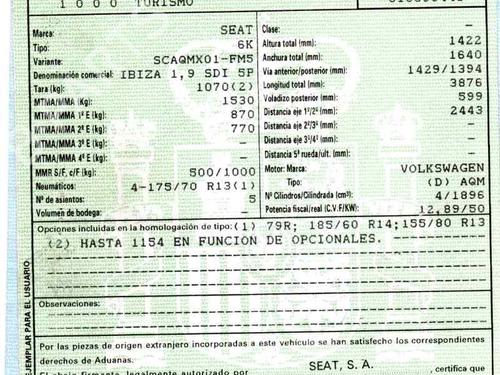 1000 TURISMO
Marca: SEAT
Tipo: 6K
Variante: SCAQMX01-FM5
Denominación comercial: IBIZA 1,9 SDI 5P
Tara (kg): 1070(2)
MTMA/MMA (Kg): 1530
MTMA/MMA 1º E (kg): 870
MTMA/MMA 2º E (kg): 770
MTMA/MMA 3º E (kg): —
MTMA/MMA 4º E (kg): —
MMR S/F, c/F (kg): 500/1000
Neumáticos: 4-175/70 R13(1)
Nº de asientos: 5
Volumen de bodega: —
Clase: —
Altura total (mm): 1422
Anchura total (mm): 1640
Vía anterior/posterior (mm): 1429/1394
Longitud total (mm): 3876
Voladizo posterior (mm): 599
Distancia eje 1º/2º (mm): 2443
Distancia eje 2º/3º (mm): —
Distancia eje 3º/4º (mm): —
Distancia 5ª rueda/ult. (mm): —
Motor: Marca: VOLKSWAGEN
Tipo: (D) AQM
Nº Cilindros/Cilindrada (cm³): 4/1896
Potencia fiscal/real (C.V.F/KW): 12,89/50
Opciones incluidas en la homologación de tipo: (1) 79R; 185/60 R14;155/80 R13
(2) HASTA 1154 EN FUNCION DE OPCIONALES.
Observaciones:
Por las piezas de origen extranjero incorporadas a este vehículo se han satisfecho los correspondientes
derechos de Aduanas. SEAT, S.A.
El abajo firmante, legalmente autorizado por , certifica que
EJEMPLAR PARA EL USUARIO.